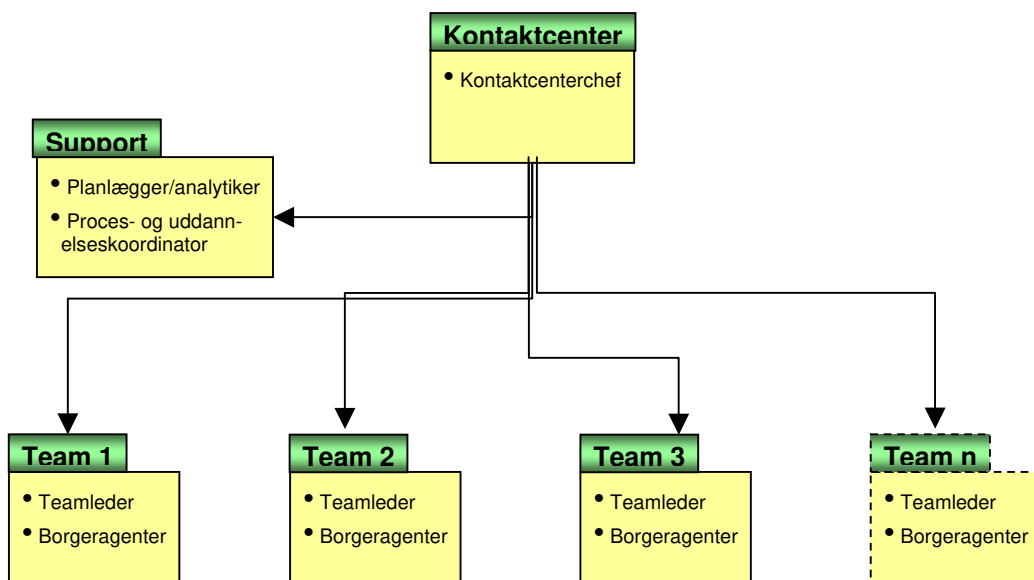 Kontaktcenter
• Kontaktcenterchef
Support
• Planlægger/analytiker
• Proces- og uddann-
elseskoordinator
Team 1
• Teamleder
• Borgeragenter
Team 2
• Teamleder
• Borgeragenter
Team 3
• Teamleder
• Borgeragenter
Team n
• Teamleder
• Borgeragenter